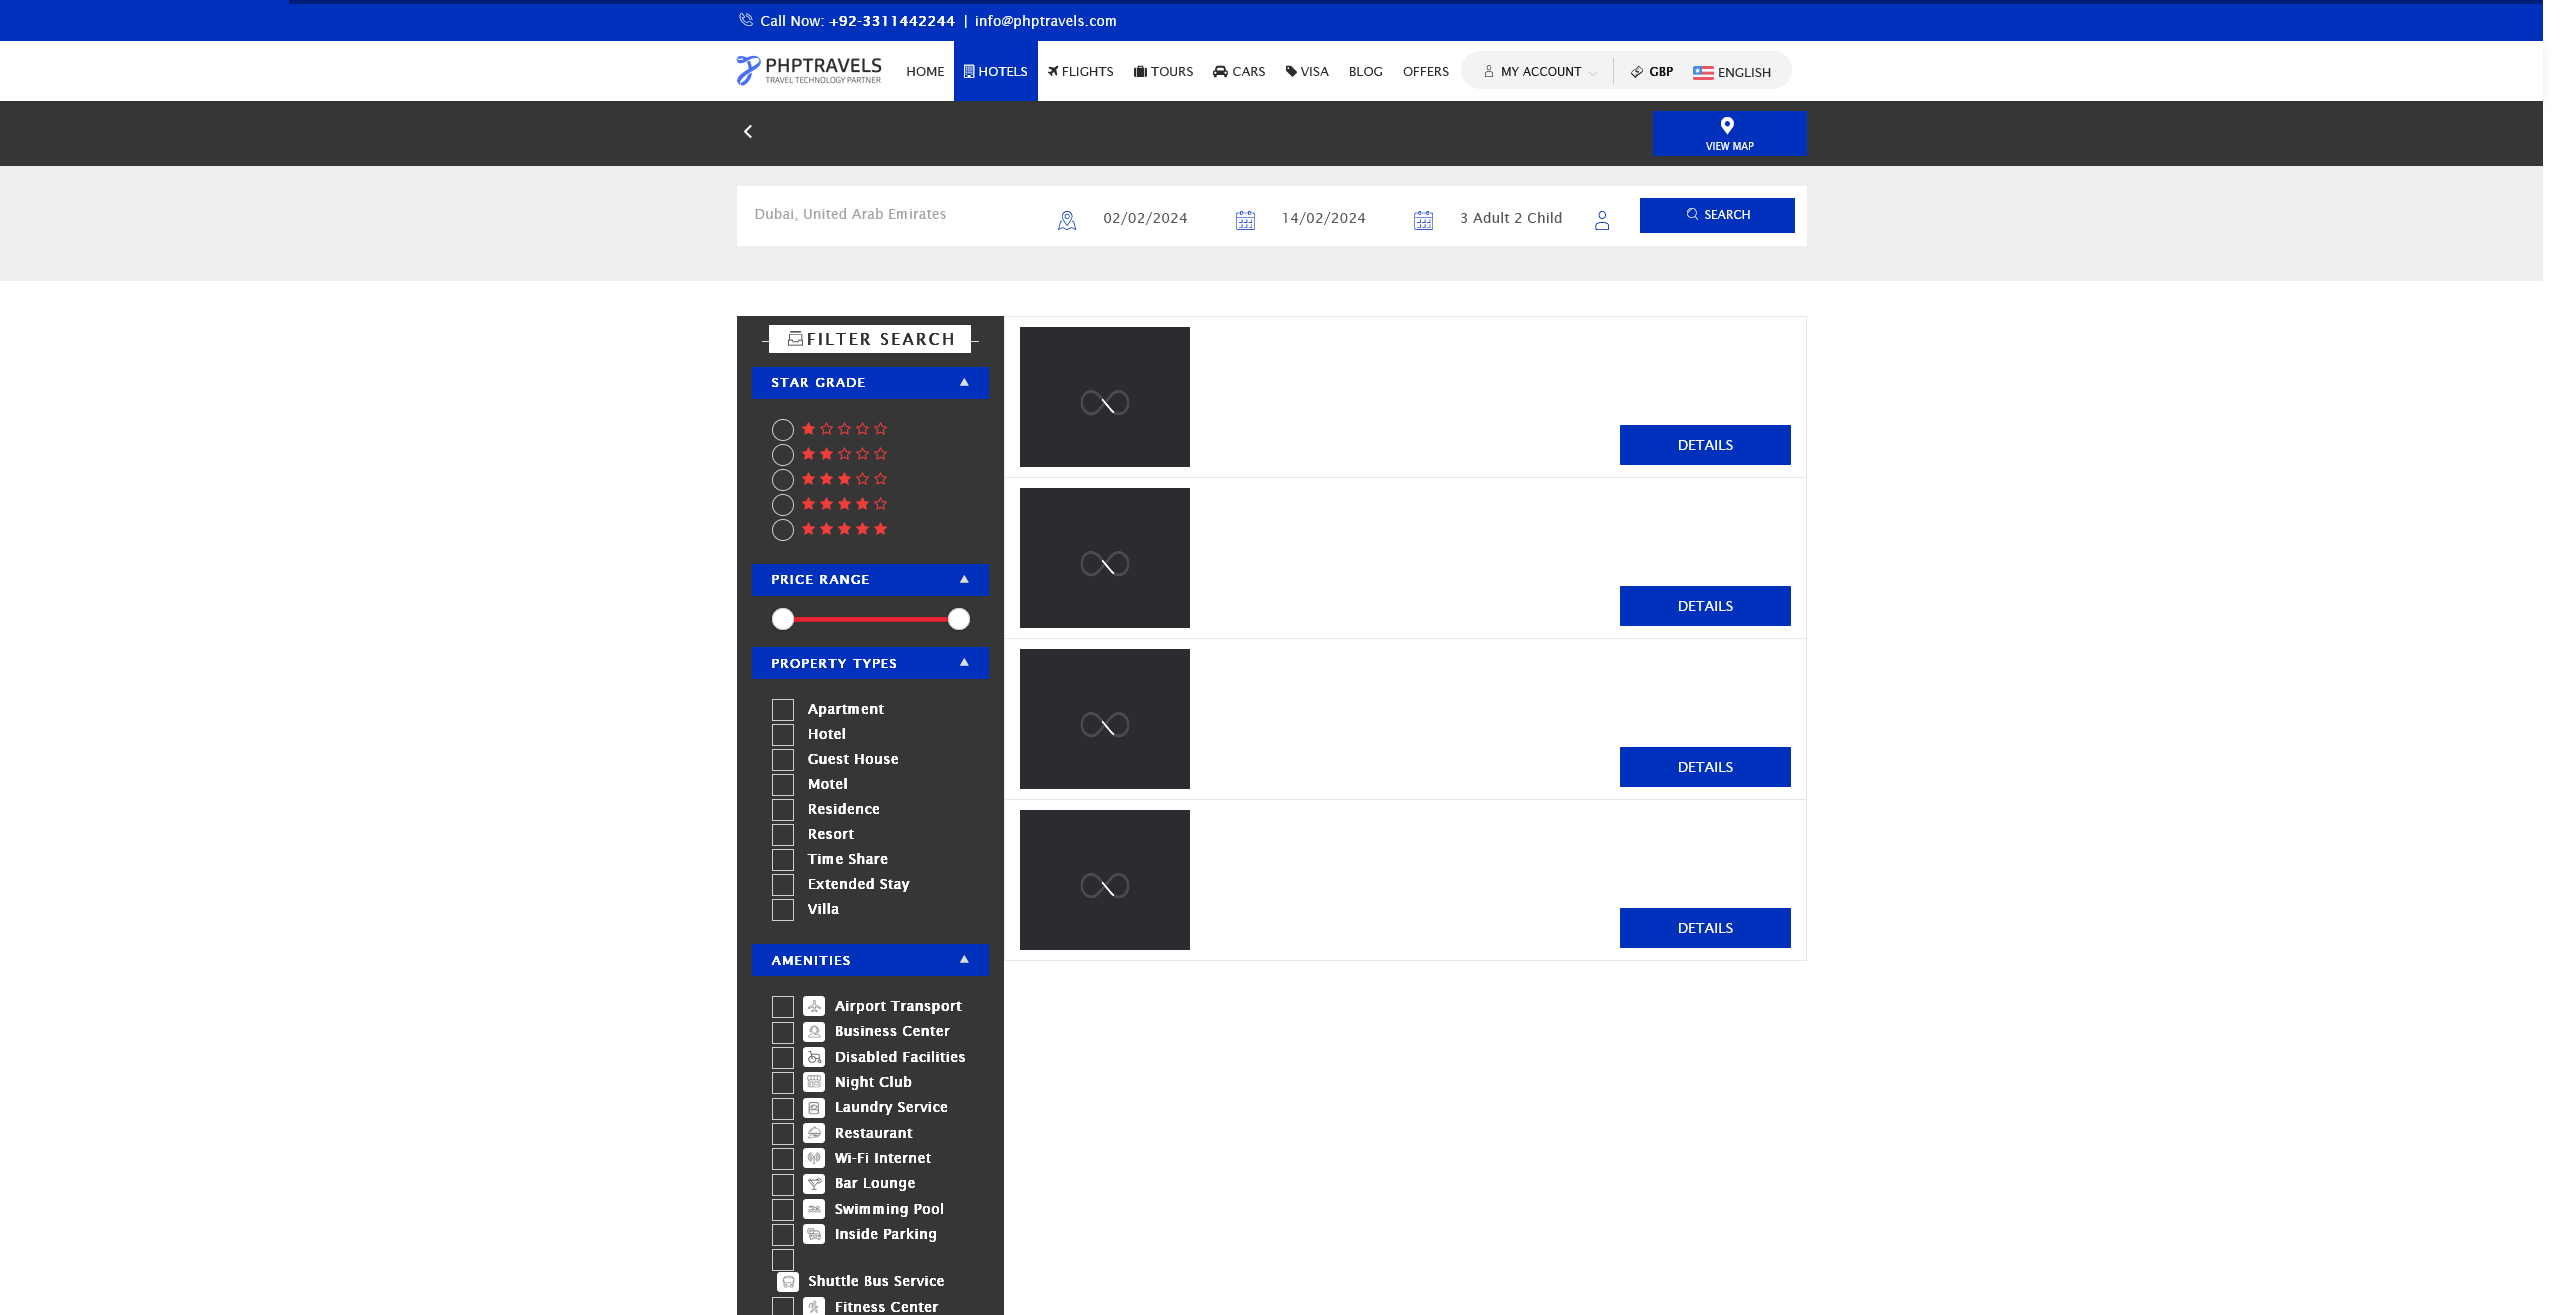 Call Now: +92-3311442244 | info@phptravels.com
PHPTRAVELS
TRAVEL TECHNOLOGY PARTNER
HOME HOTELS FLIGHTS TOURS CARS VISA BLOG OFFERS MY ACCOUNT GBP ENGLISH
VIEW MAP
Dubai, United Arab Emirates 02/02/2024 14/02/2024 3 Adult 2 Child SEARCH
FILTER SEARCH
STAR GRADE
PRICE RANGE
PROPERTY TYPES
Apartment
Hotel
Guest House
Motel
Residence
Resort
Time Share
Extended Stay
Villa
AMENITIES
Airport Transport
Business Center
Disabled Facilities
Night Club
Laundry Service
Restaurant
Wi-Fi Internet
Bar Lounge
Swimming Pool
Inside Parking
Shuttle Bus Service
Fitness Center
DETAILS
DETAILS
DETAILS
DETAILS